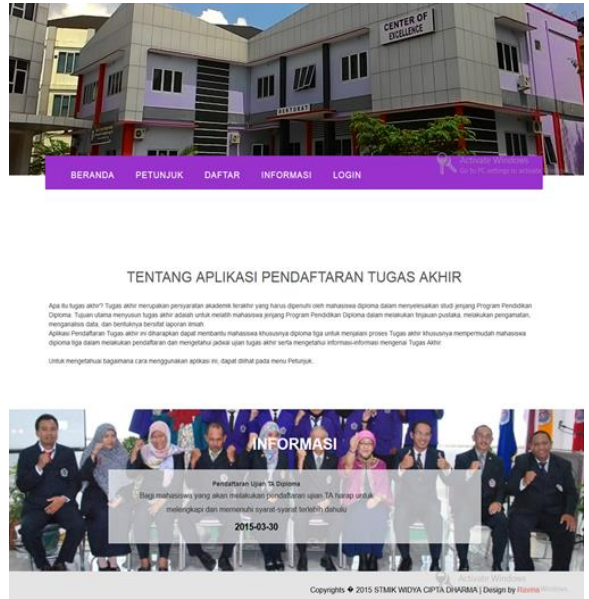 CENTER OF
EXCELLENCE
REKTORAT
Activate Windows
Go to PC settings to activate Windows
BERANDA PETUNJUK DAFTAR INFORMASI LOGIN
TENTANG APLIKASI PENDAFTARAN TUGAS AKHIR
Apa itu tugas akhir? Tugas akhir merupakan persyaratan akademik terakhir yang harus dipenuhi oleh mahasiswa diploma dalam menyelesaikan studi jenjang Program Pendidikan
Diploma. Tujuan utama menyusun tugas akhir adalah untuk melatih mahasiswa jenjang Program Pendidikan Diploma dalam melakukan tinjauan pustaka, melakukan pengamatan,
menganalisis data, dan bentuknya bersifat laporan ilmiah
Aplikasi Pendaftaran Tugas akhir ini diharapkan dapat membantu mahasiswa khususnya diploma tiga untuk menjalani proses Tugas akhir khususnya mempermudah mahasiswa
diploma tiga dalam melakukan pendaftaran dan mengetahui jadwal ujian tugas akhir serta mengetahui informasi-informasi mengenai Tugas Akhir
Untuk mengetahuai bagaimana cara menggunakan aplikasi ini, dapat dilihat pada menu Petunjuk.
INFORMASI
Pendaftaran Ujian TA Diploma
Bagi mahasiswa yang akan melakukan pendaftaran ujian TA harap untuk
melengkapi dan memenuhi syarat-syarat terlebih dahulu
2015-03-30
Activate Windows
Copyrights � 2015 STMIK WIDYA CIPTA DHARMA | Design by Ravina